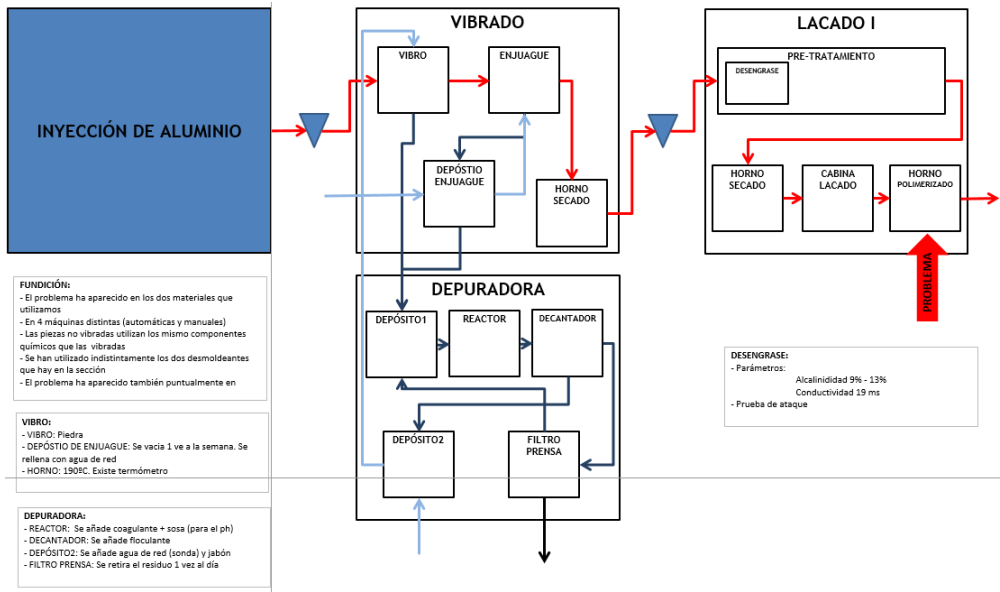 INYECCIÓN DE ALUMINIO
VIBRADO
VIBRO
ENJUAGUE
DEPÓSTIO
ENJUAGUE
HORNO
SECADO
LACADO I
PRE-TRATAMIENTO
DESENGRASE
HORNO
SECADO
CABINA
LACADO
HORNO
POLIMERIZADO
PROBLEMA
DEPURADORA
DEPÓSITO1
REACTOR
DECANTADOR
DEPÓSITO2
FILTRO
PRENSA
FUNDICIÓN:
- El problema ha aparecido en los dos materiales que
utilizamos
- En 4 máquinas distintas (automáticas y manuales)
- Las piezas no vibradas utilizan los mismo componentes
químicos que las vibradas
- Se han utilizado indistintamente los dos desmoldeantes
que hay en la sección
- El problema ha aparecido también puntualmente en
VIBRO:
- VIBRO: Piedra
- DEPÓSTIO DE ENJUAGUE: Se vacia 1 ve a la semana. Se
rellena con agua de red
- HORNO: 190ºC. Existe termómetro
DEPURADORA:
- REACTOR: Se añade coagulante + sosa (para el ph)
- DECANTADOR: Se añade floculante
- DEPÓSITO2: Se añade agua de red (sonda) y jabón
- FILTRO PRENSA: Se retira el residuo 1 vez al día
DESENGRASE:
- Parámetros:
Alcalinididad 9% - 13%
Conductividad 19 ms
- Prueba de ataque